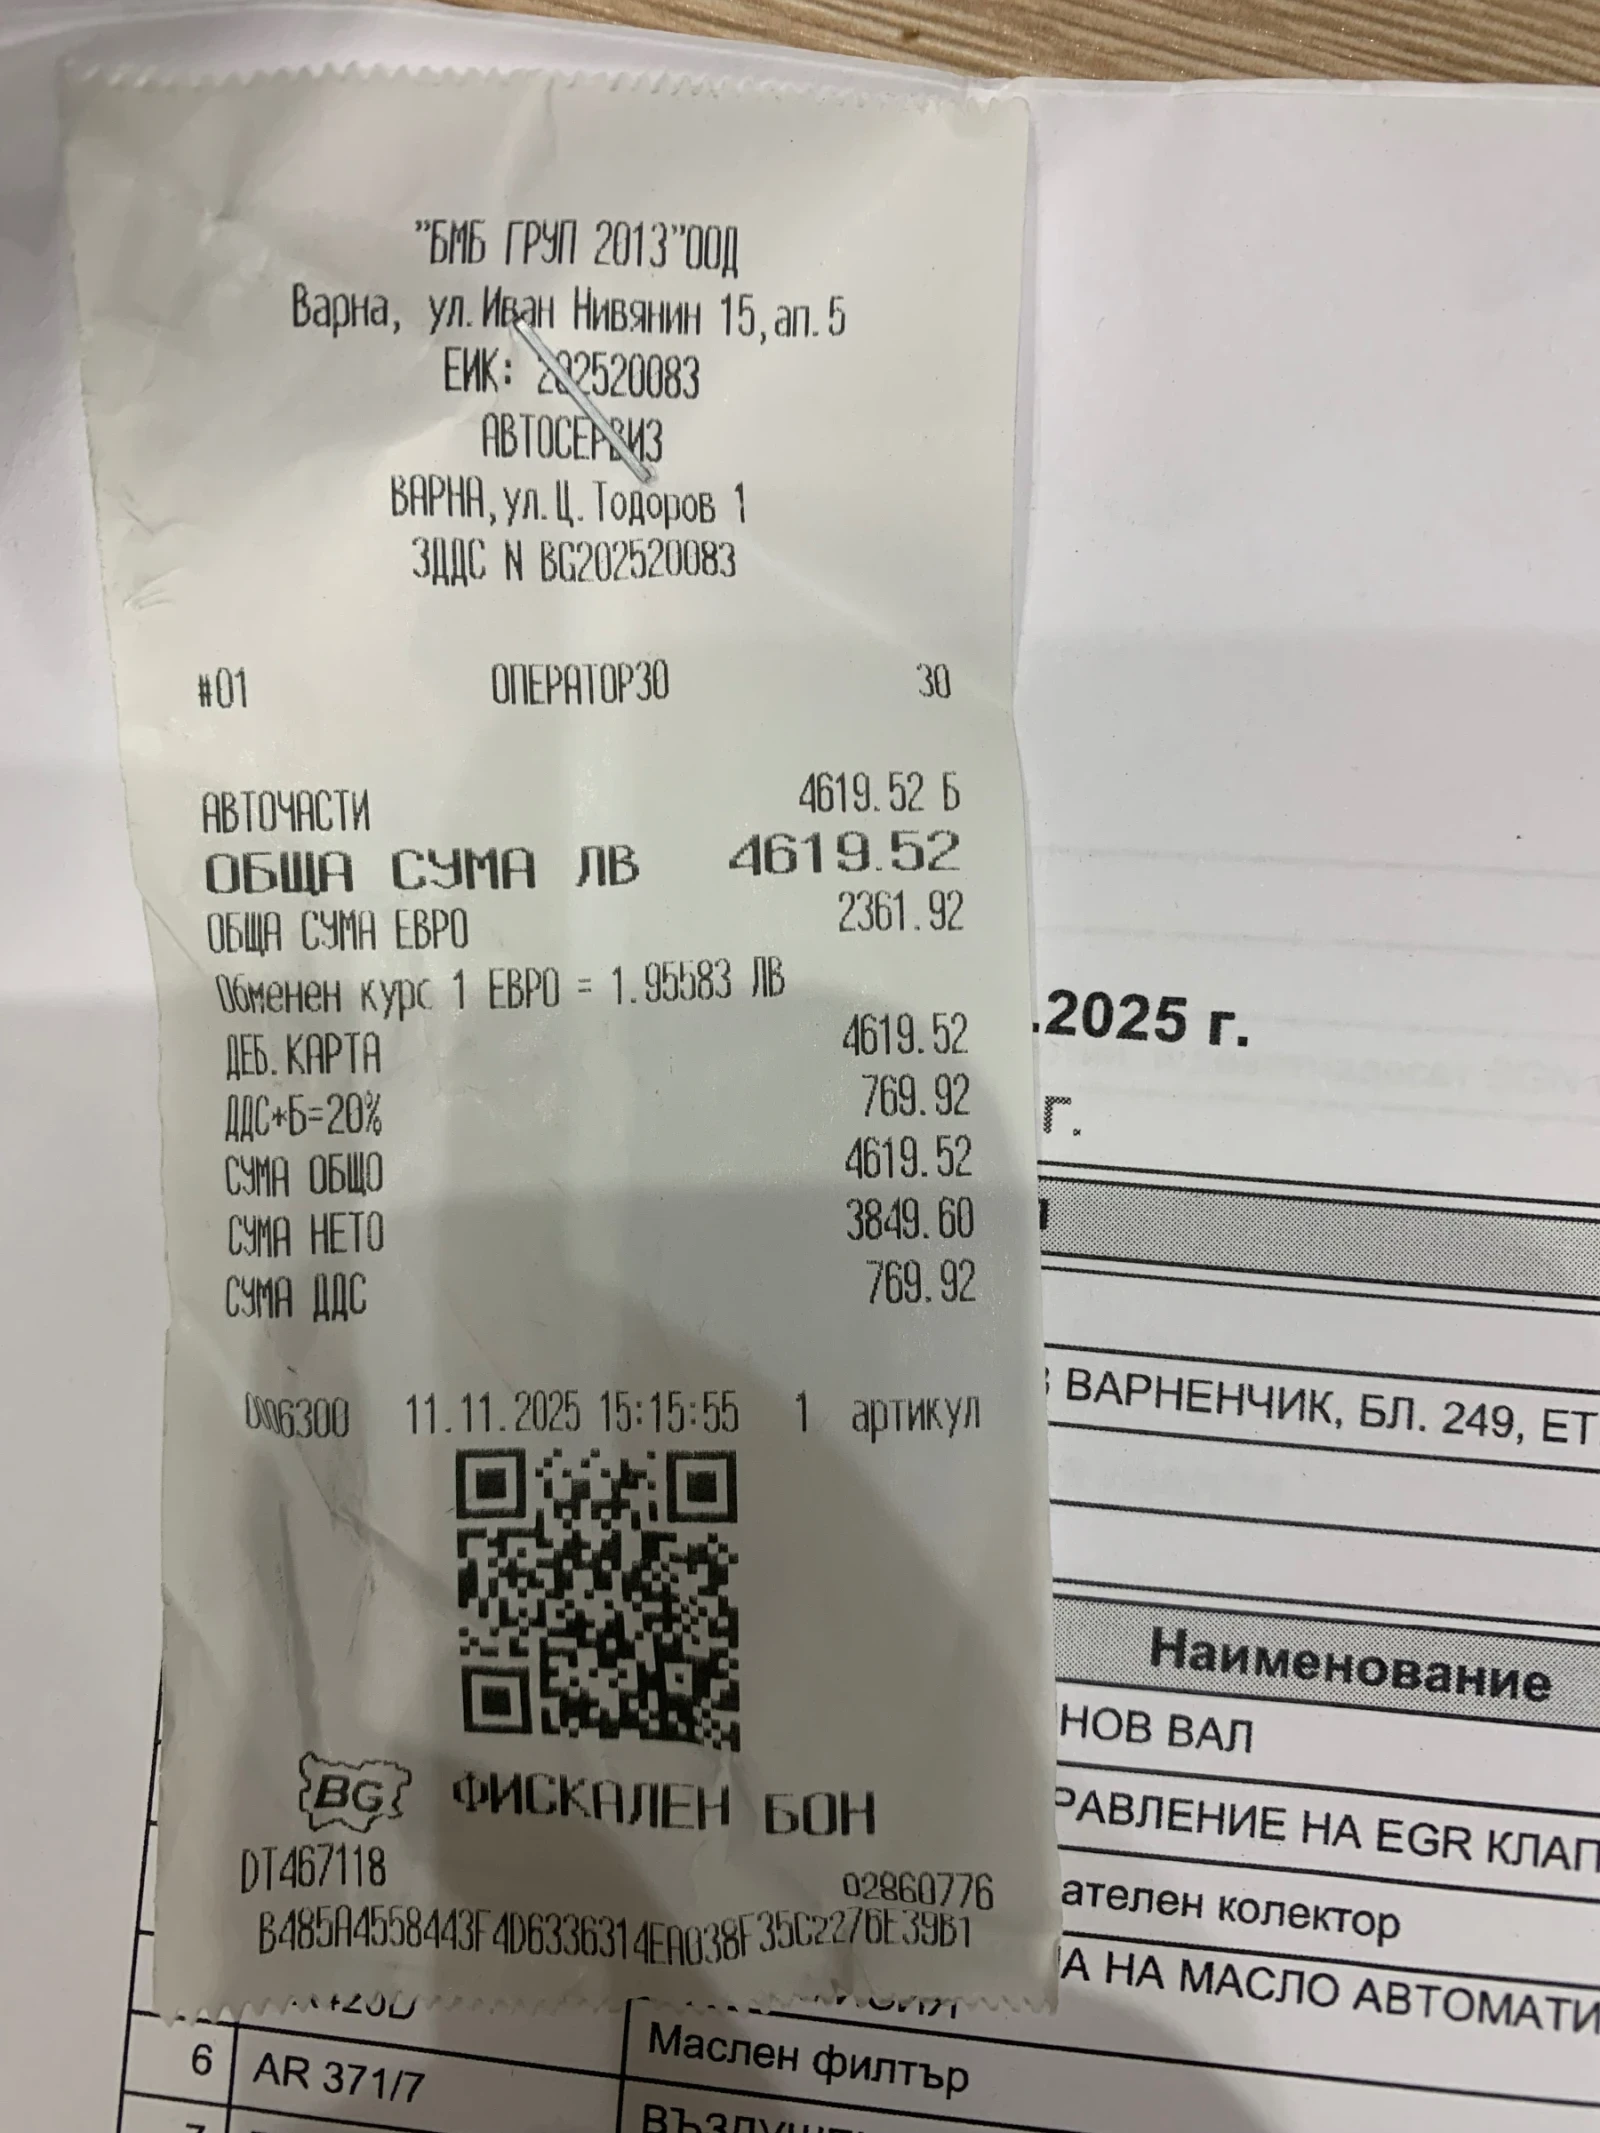 "БМБ ГРУП 2013"ООД
Варна, ул. Иван Нивянин 15, ап. 5
ЕИК: 202520083
АВТОСЕРВИЗ
ВАРНА, ул. Ц. Тодоров 1
ЗДДС N BG202520083
#01 ОПЕРАТОР30 30
АВТОЧАСТИ 4619.52 Б
ОБЩА СУМА ЛВ 4619.52
ОБЩА СУМА ЕВРО 2361.92
Обменен курс 1 ЕВРО = 1.95583 ЛВ
ДЕБ. КАРТА 4619.52
ДДС*Б=20% 769.92
СУМА ОБЩО 4619.52
СУМА НЕТО 3849.60
СУМА ДДС 769.92
0006300 11.11.2025 15:15:55 1 артикул
BG ФИСКАЛЕН БОН
DT467118 02860776
B485A4558443F4D6336314EA038F35C2276E39B1
.2025 г.
г.
ВАРНЕНЧИК, БЛ. 249, ЕТ
Наименование
НОВ ВАЛ
РАВЛЕНИЕ НА EGR КЛАП
ателен колектор
А НА МАСЛО АВТОМАТИ
6 AR 371/7 Маслен филтър
7